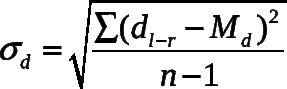 σ_d = √(∑(d_{l−r} − M_d)² / (n−1))